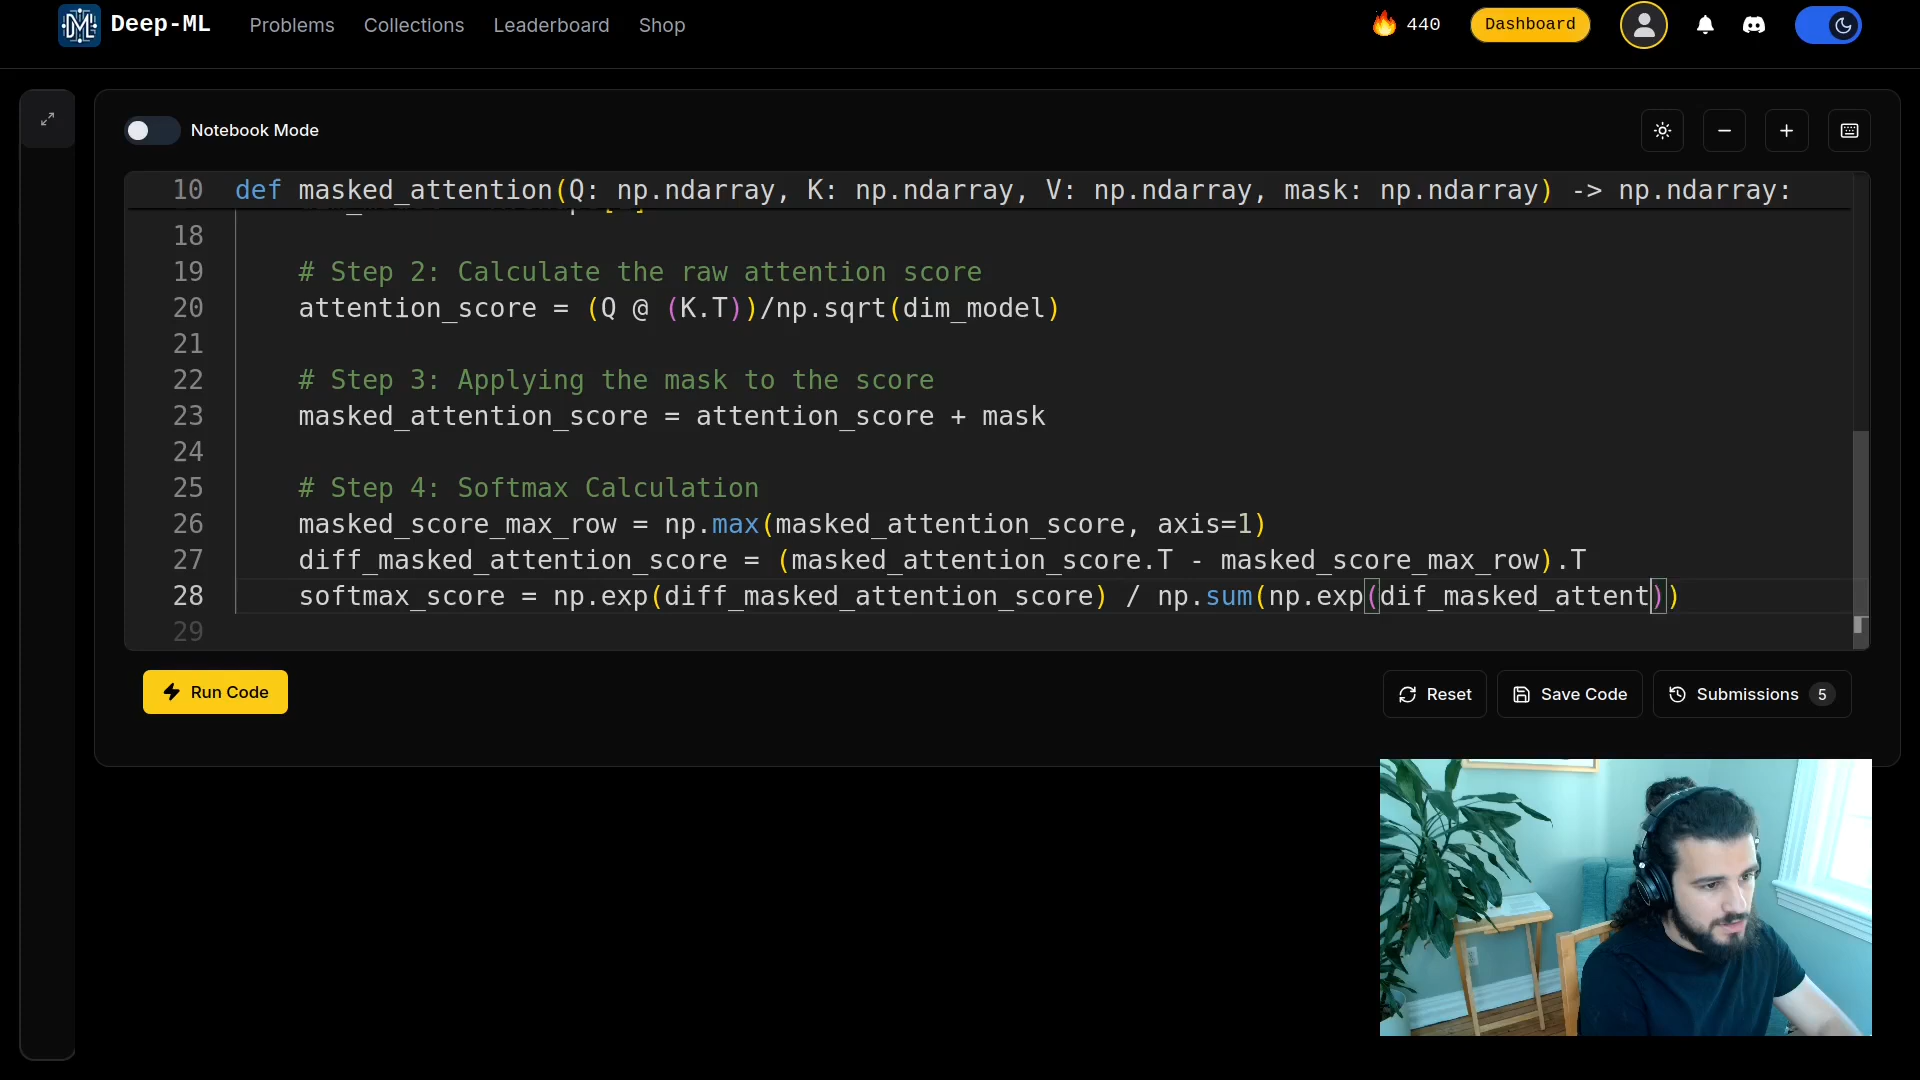 Deep-ML
Problems
Collections
Leaderboard
Shop
440
Dashboard
Notebook Mode
10 def masked_attention(Q: np.ndarray, K: np.ndarray, V: np.ndarray, mask: np.ndarray) -> np.ndarray:
18
19 # Step 2: Calculate the raw attention score
20 attention_score = (Q @ (K.T))/np.sqrt(dim_model)
21
22 # Step 3: Applying the mask to the score
23 masked_attention_score = attention_score + mask
24
25 # Step 4: Softmax Calculation
26 masked_score_max_row = np.max(masked_attention_score, axis=1)
27 diff_masked_attention_score = (masked_attention_score.T - masked_score_max_row).T
28 softmax_score = np.exp(diff_masked_attention_score) / np.sum(np.exp(dif_masked_attent))
29
Run Code
Reset
Save Code
Submissions 5